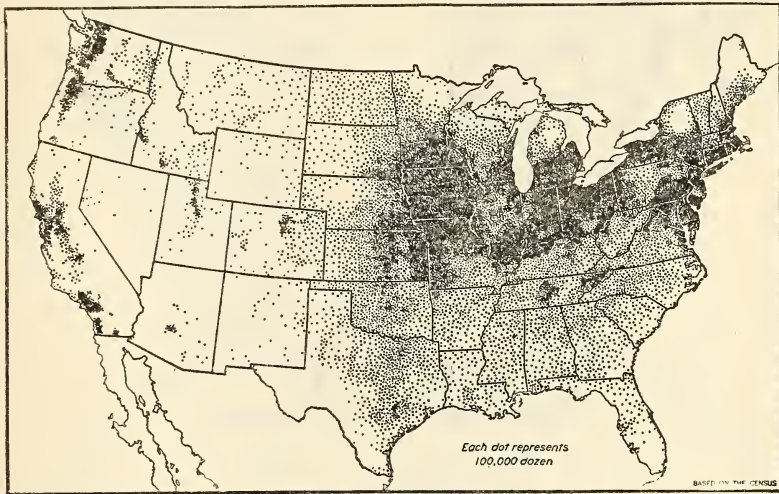 Each dot represents
100,000 dozen
BASED ON THE CENSUS